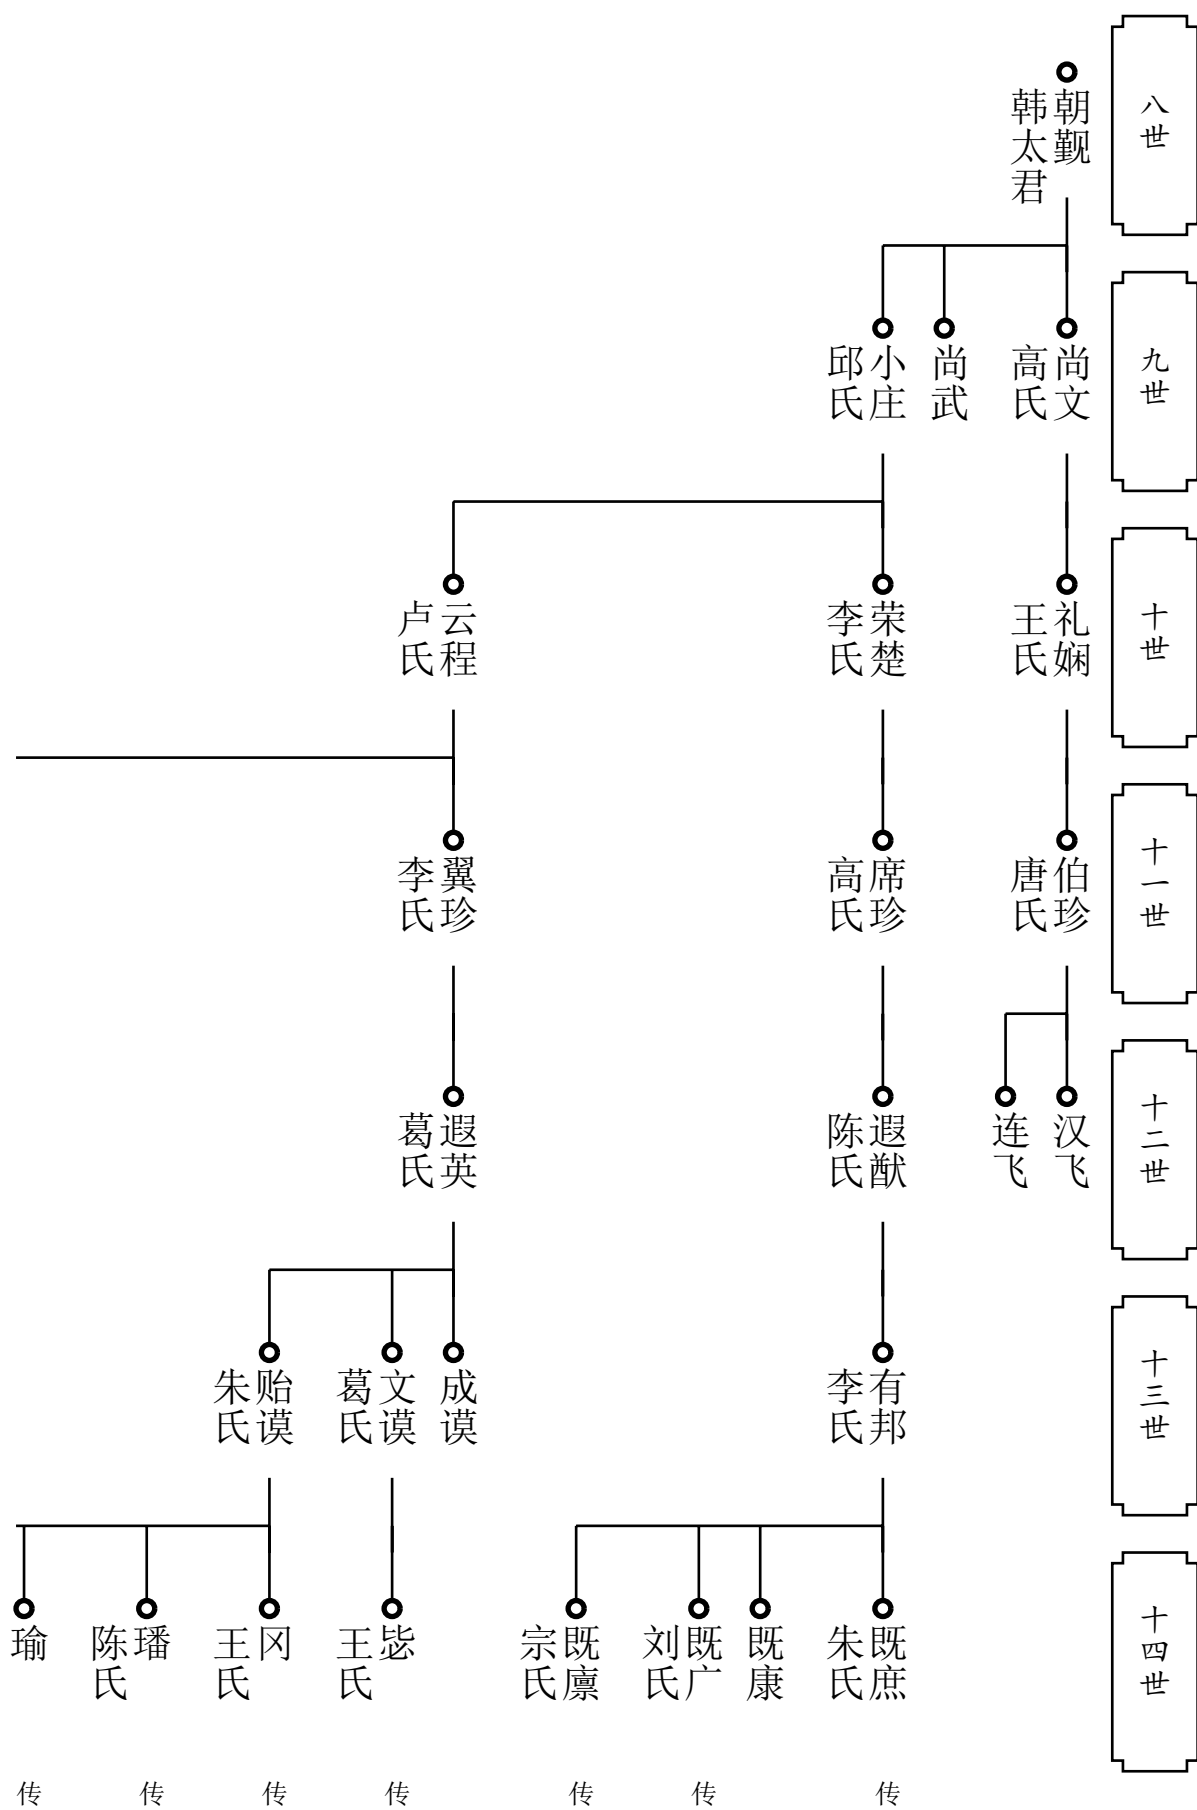 八世
朝觐
韩太君
九世
尚文
高氏
尚武
小庄
邱氏
十世
礼娴
王氏
荣楚
李氏
云程
卢氏
十一世
伯珍
唐氏
席珍
高氏
翼珍
李氏
十二世
汉飞
连飞
遐猷
陈氏
遐英
葛氏
十三世
有邦
李氏
成谟
文谟
葛氏
贻谟
朱氏
十四世
既庶
朱氏
既康
既广
刘氏
既廪
宗氏
毖
王氏
冈
王氏
璠
陈氏
瑜
传
传
传
传
传
传
传